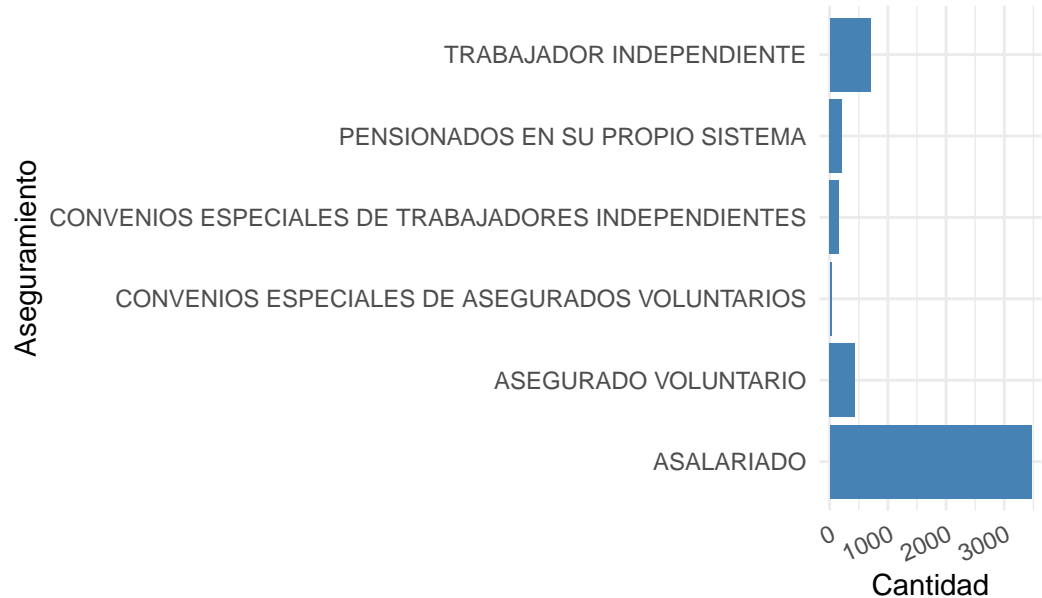 TRABAJADOR INDEPENDIENTE
PENSIONADOS EN SU PROPIO SISTEMA
CONVENIOS ESPECIALES DE TRABAJADORES INDEPENDIENTES
CONVENIOS ESPECIALES DE ASEGURADOS VOLUNTARIOS
ASEGURADO VOLUNTARIO
ASALARIADO
Aseguramiento
0 1000 2000 3000
Cantidad